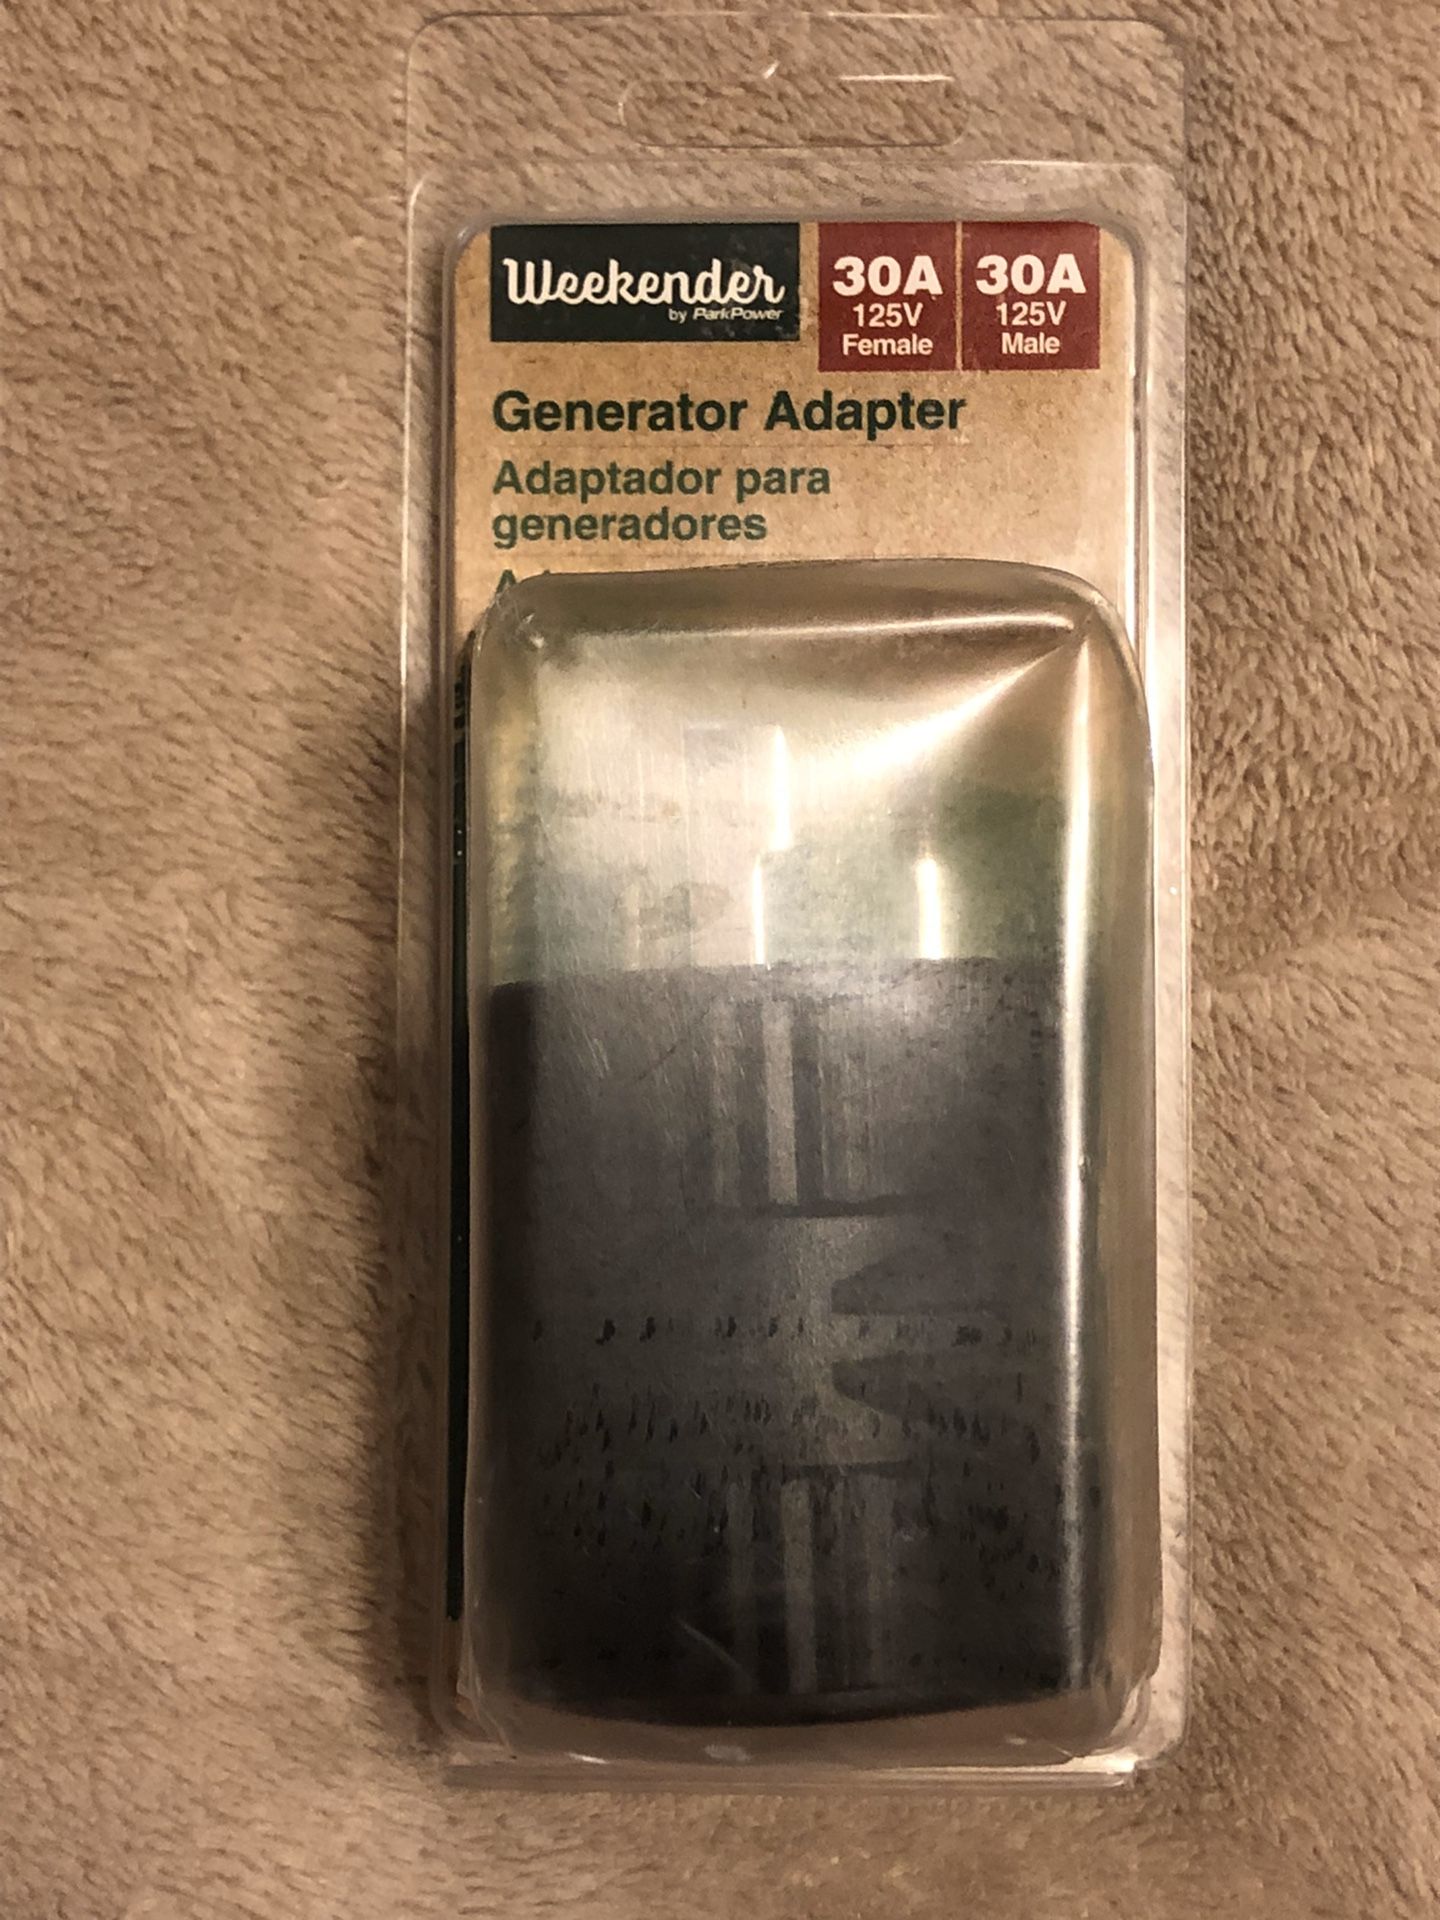 Weekender
by ParkPower
30A
125V
Female
30A
125V
Male
Generator Adapter
Adaptador para
generadores